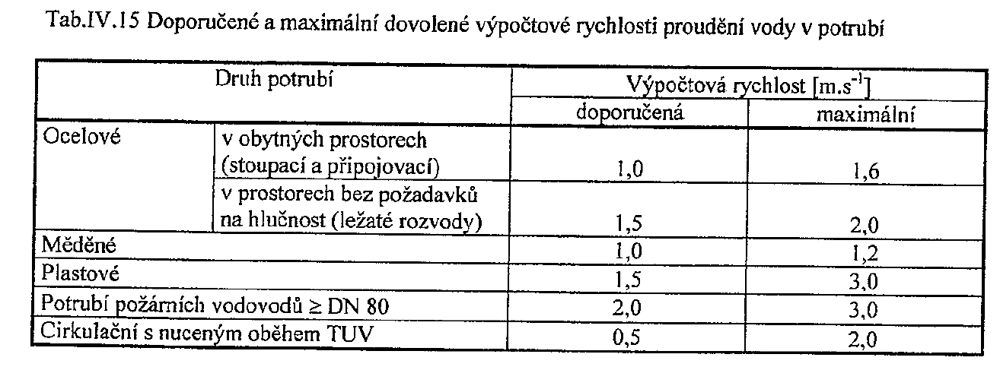 Tab.IV.15 Doporučené a maximální dovolené výpočtové rychlosti proudění vody v potrubí
Druh potrubí Výpočtová rychlost [m.s⁻¹]
doporučená maximální
Ocelové v obytných prostorech
(stoupací a připojovací) 1,0 1,6
v prostorech bez požadavků
na hlučnost (ležaté rozvody) 1,5 2,0
Měděné 1,0 1,2
Plastové 1,5 3,0
Potrubí požárních vodovodů ≥ DN 80 2,0 3,0
Cirkulační s nuceným oběhem TUV 0,5 2,0